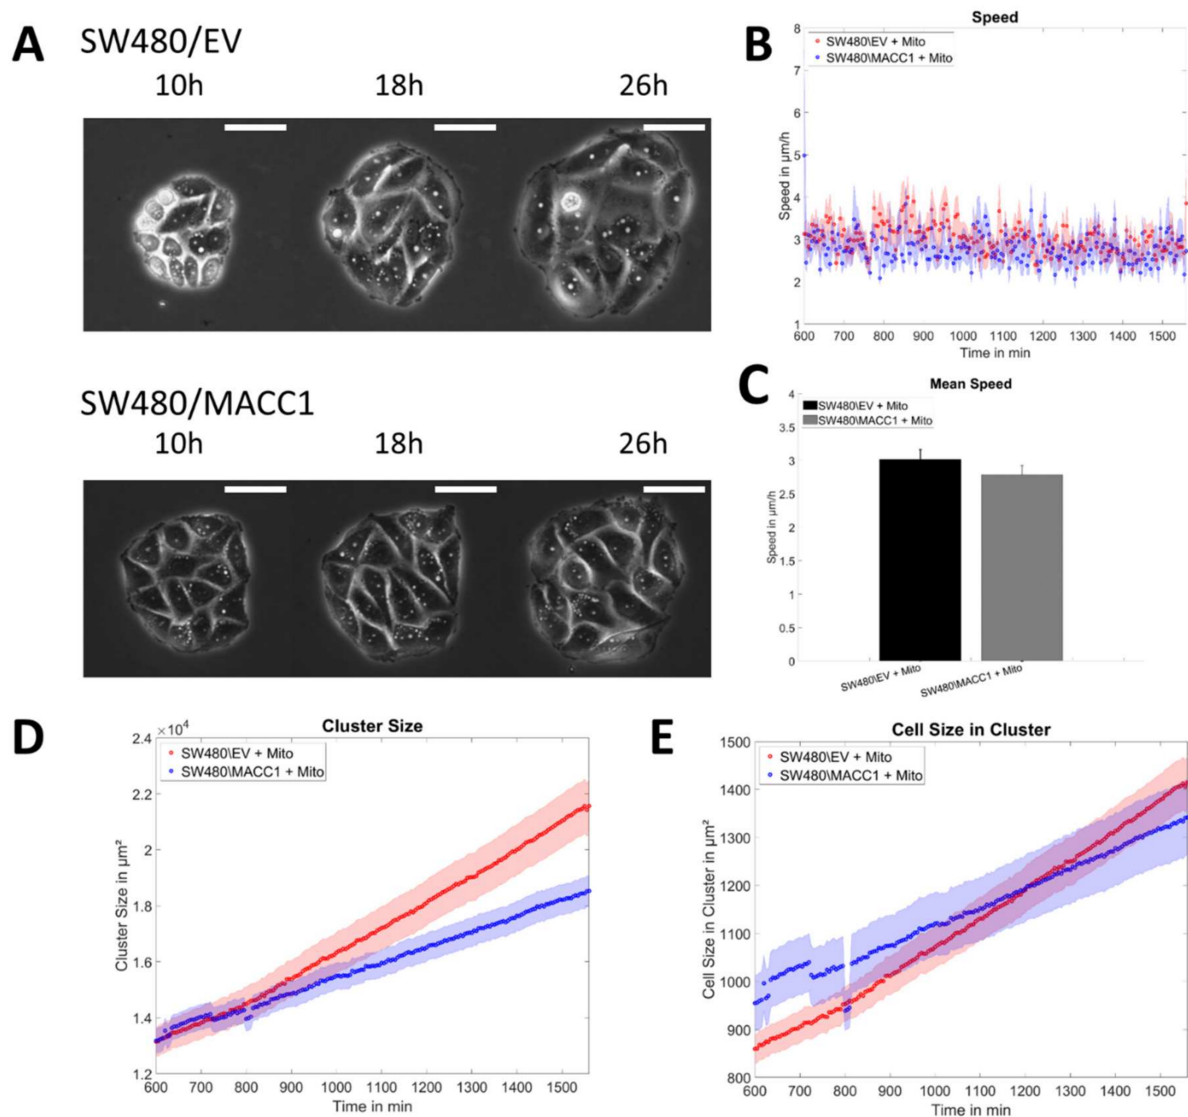 A
SW480/EV
10h 18h 26h
SW480/MACC1
10h 18h 26h
B
Speed
SW480\EV + Mito
SW480\MACC1 + Mito
8
7
6
5
4
3
2
1
Speed in µm/h
600 700 800 900 1000 1100 1200 1300 1400 1500
Time in min
C
Mean Speed
SW480\EV + Mito
SW480\MACC1 + Mito
4
3.5
3
2.5
2
1.5
1
0.5
0
Speed in µm/h
SW480\EV + Mito
SW480\MACC1 + Mito
D
Cluster Size
×10⁴
SW480\EV + Mito
SW480\MACC1 + Mito
2.4
2.2
2
1.8
1.6
1.4
1.2
Cluster Size in µm²
600 700 800 900 1000 1100 1200 1300 1400 1500
Time in min
E
Cell Size in Cluster
SW480\EV + Mito
SW480\MACC1 + Mito
1500
1400
1300
1200
1100
1000
900
800
Cell Size in Cluster in µm²
600 700 800 900 1000 1100 1200 1300 1400 1500
Time in min